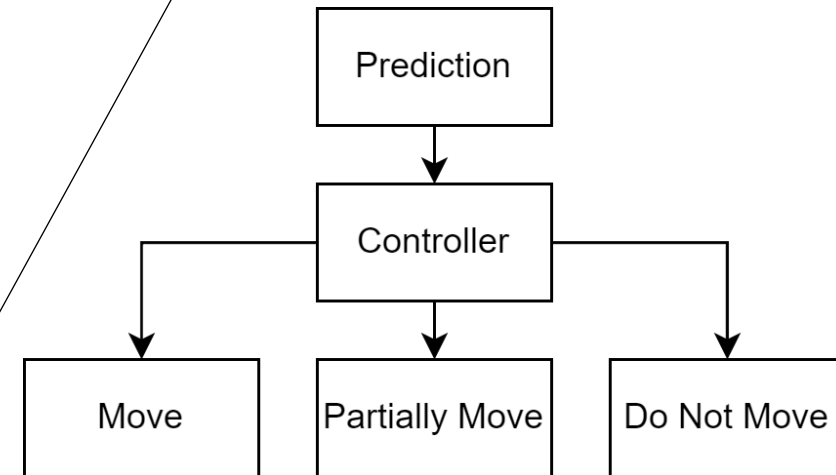 Prediction
Controller
Move
Partially Move
Do Not Move